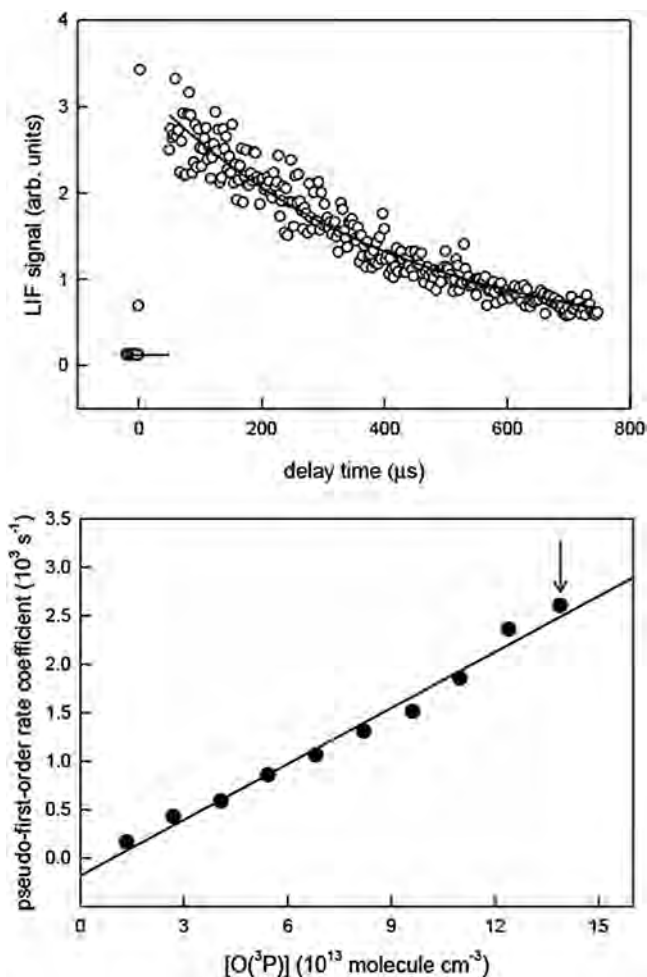 4
3
2
1
0
LIF signal (arb. units)
0 200 400 600 800
delay time (µs)
3.5
3.0
2.5
2.0
1.5
1.0
0.5
0.0
pseudo-first-order rate coefficient (10³ s⁻¹)
0 3 6 9 12 15
[O(³P)] (10¹³ molecule cm⁻³)